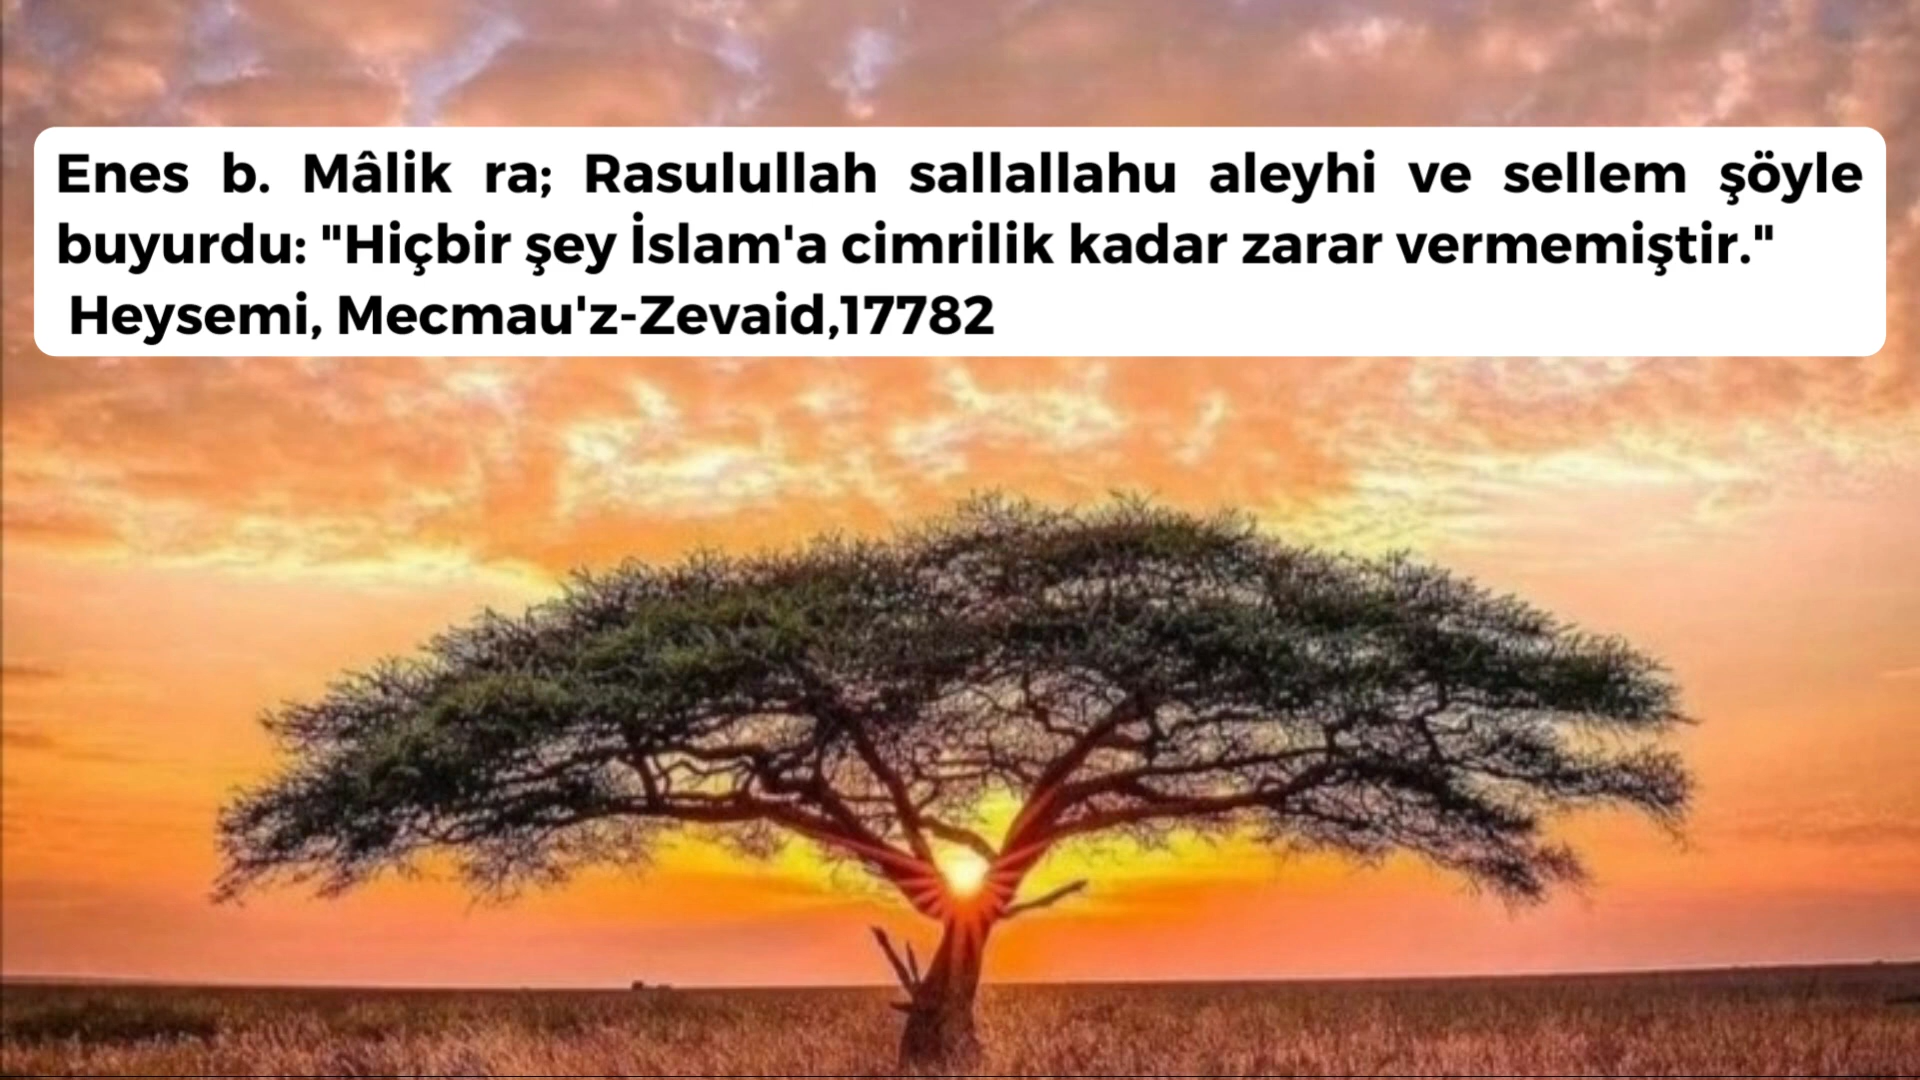 Enes b. Mâlik ra; Rasulullah sallallahu aleyhi ve sellem şöyle
buyurdu: "Hiçbir şey İslam'a cimrilik kadar zarar vermemiştir."
Heysemi, Mecmau'z-Zevaid,17782